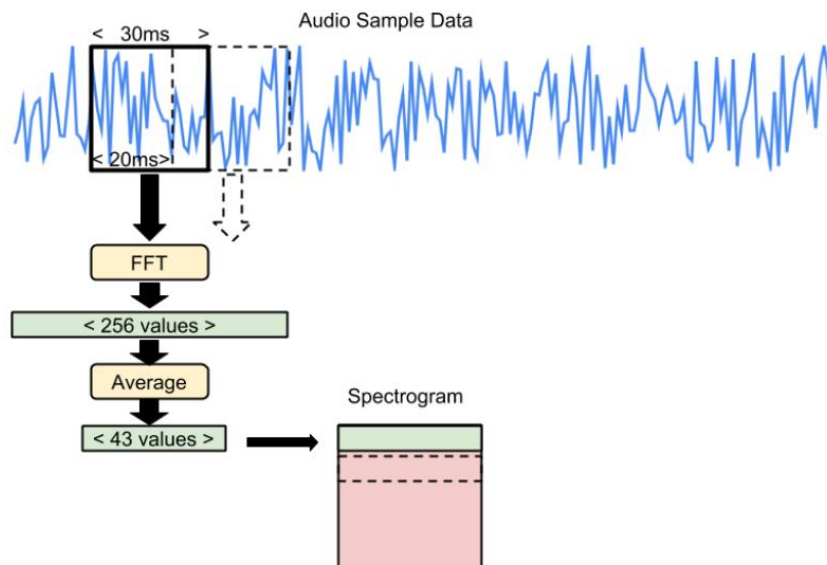 Audio Sample Data
< 30ms >
< 20ms>
FFT
< 256 values >
Average
< 43 values >
Spectrogram